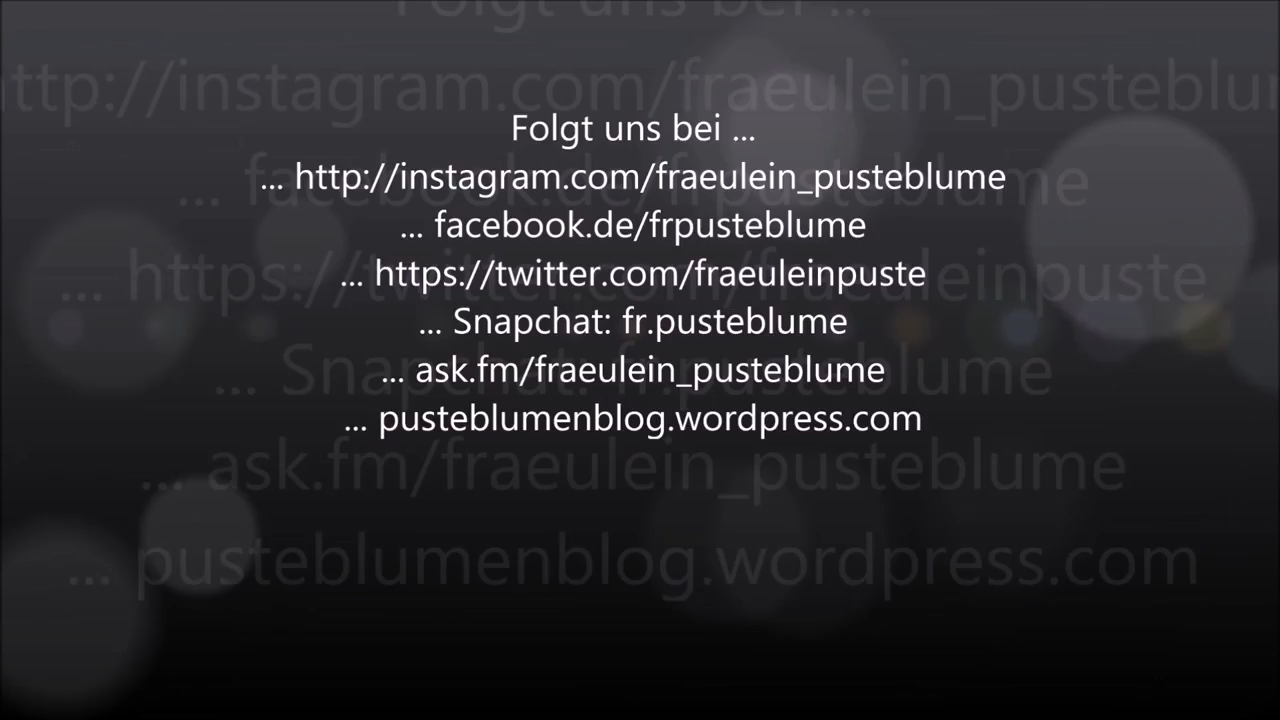 Folgt uns bei ...
... http://instagram.com/fraeulein_pusteblume
... facebook.de/frpusteblume
... https://twitter.com/fraeuleinpuste
... Snapchat: fr.pusteblume
... ask.fm/fraeulein_pusteblume
... pusteblumenblog.wordpress.com